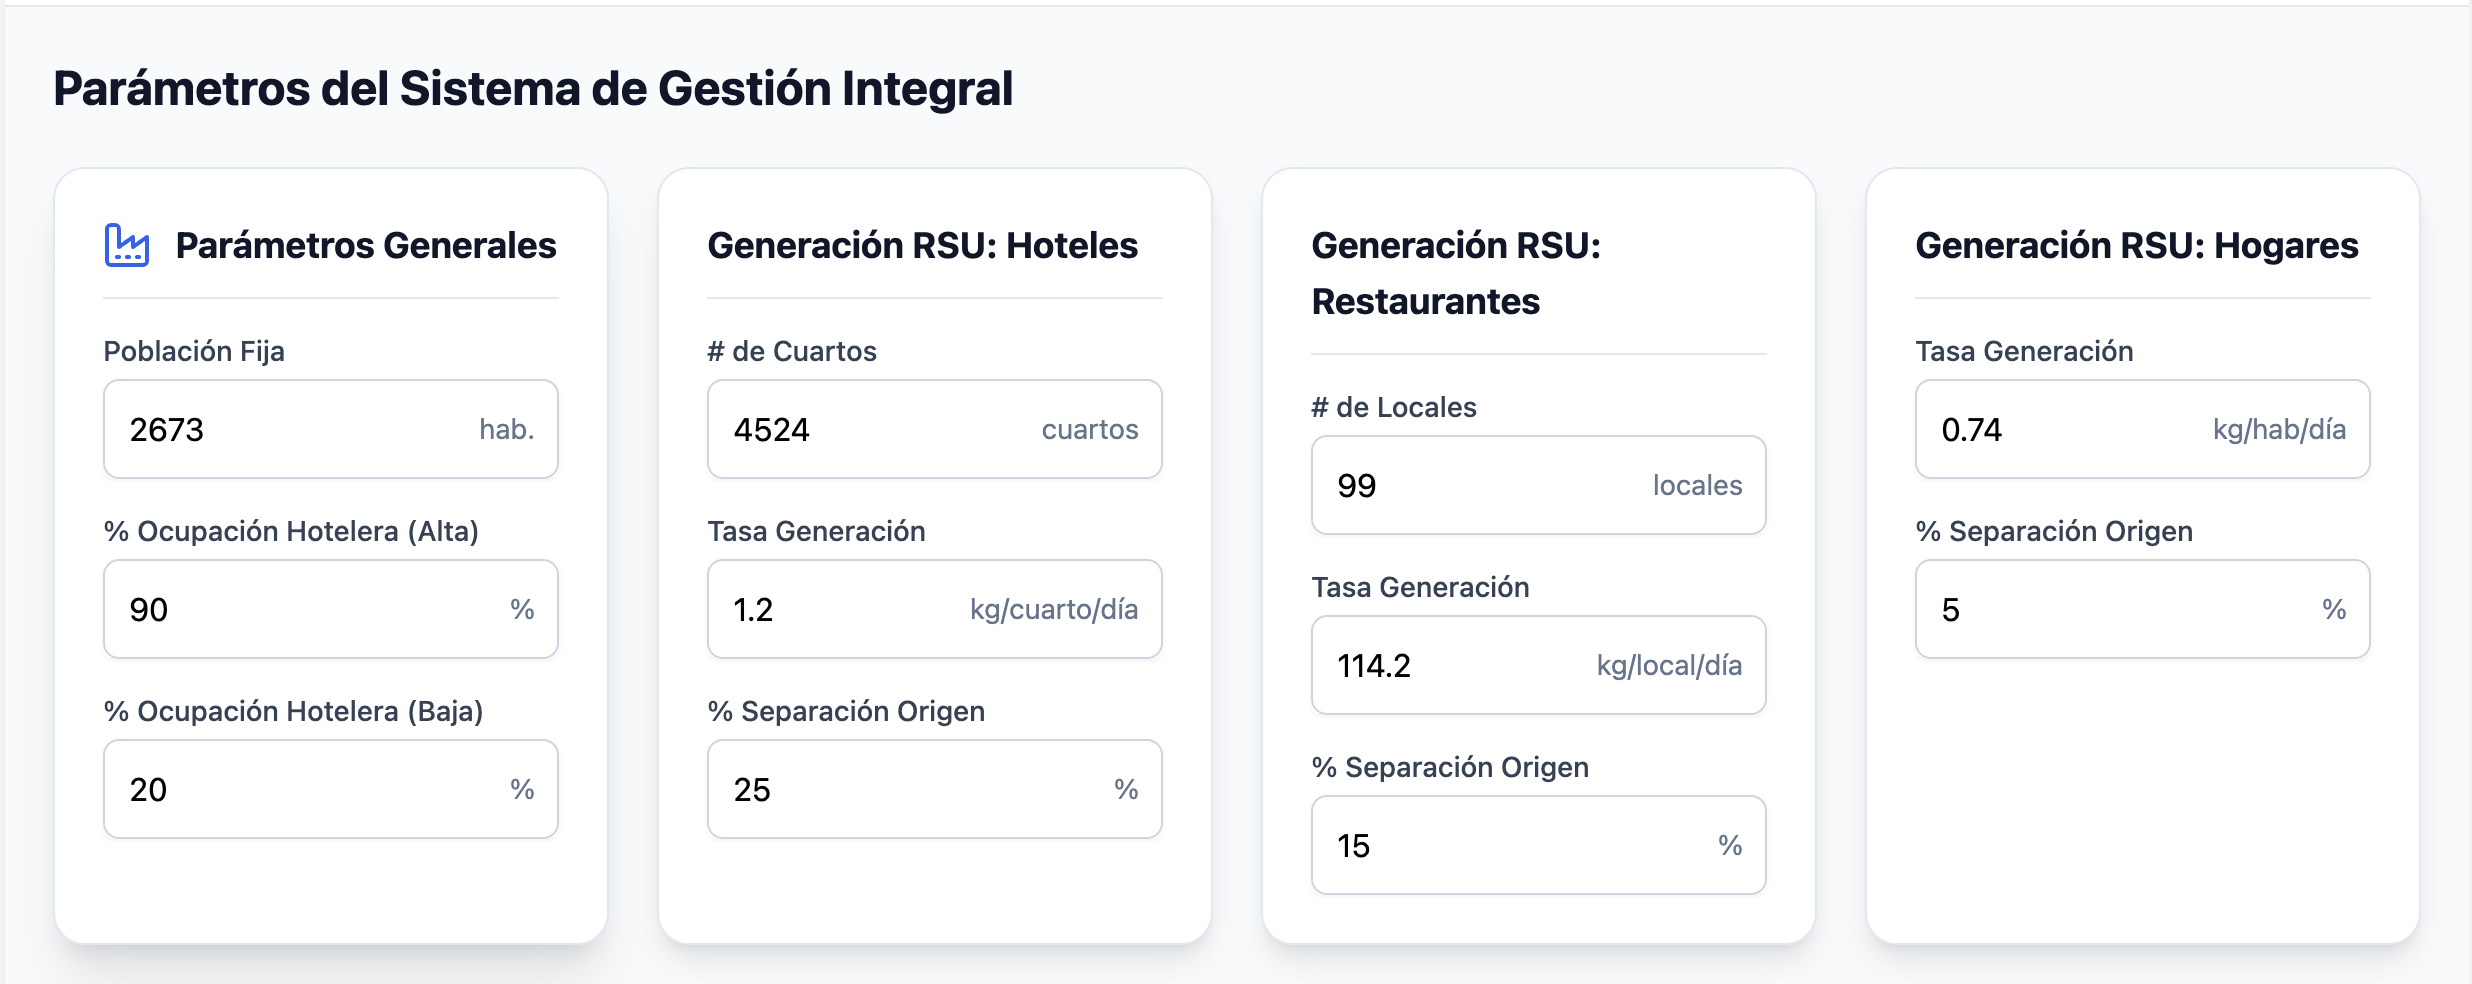 Parámetros del Sistema de Gestión Integral
Parámetros Generales
Población Fija
2673 hab.
% Ocupación Hotelera (Alta)
90 %
% Ocupación Hotelera (Baja)
20 %
Generación RSU: Hoteles
# de Cuartos
4524 cuartos
Tasa Generación
1.2 kg/cuarto/día
% Separación Origen
25 %
Generación RSU:
Restaurantes
# de Locales
99 locales
Tasa Generación
114.2 kg/local/día
% Separación Origen
15 %
Generación RSU: Hogares
Tasa Generación
0.74 kg/hab/día
% Separación Origen
5 %